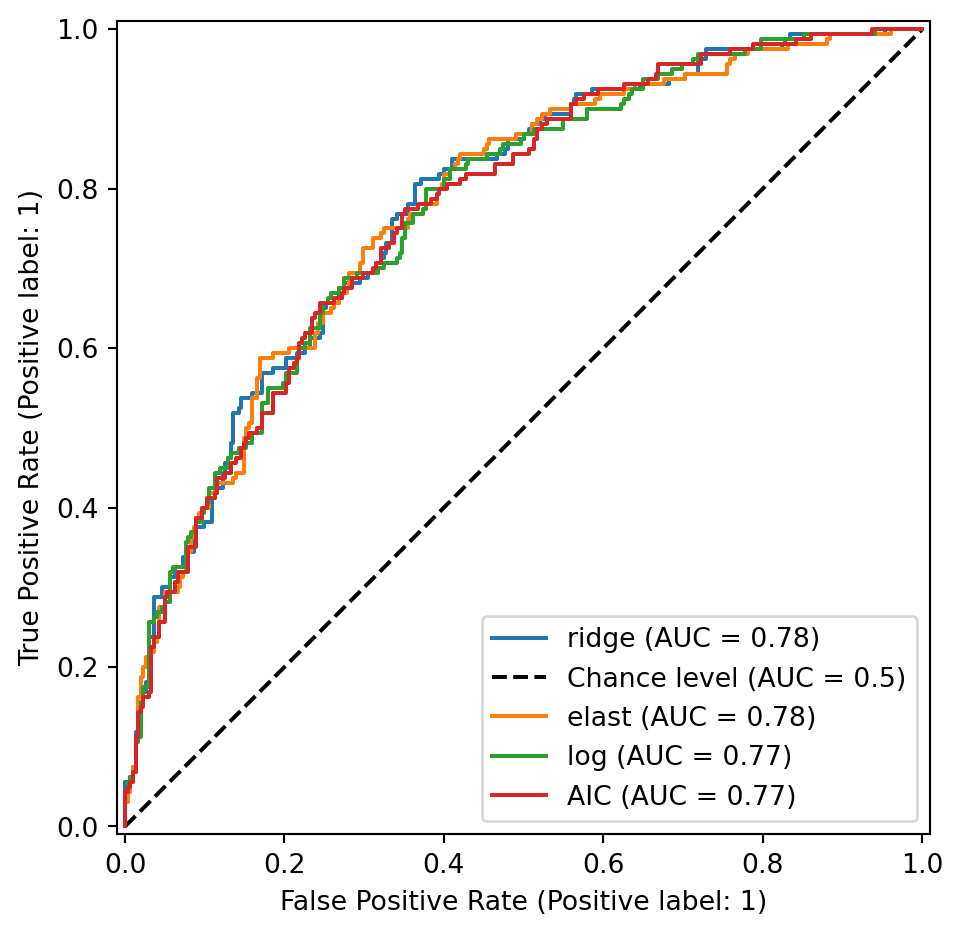 1.0
0.8
0.6
0.4
0.2
0.0
True Positive Rate (Positive label: 1)
ridge (AUC = 0.78)
Chance level (AUC = 0.5)
elast (AUC = 0.78)
log (AUC = 0.77)
AIC (AUC = 0.77)
0.0 0.2 0.4 0.6 0.8 1.0
False Positive Rate (Positive label: 1)